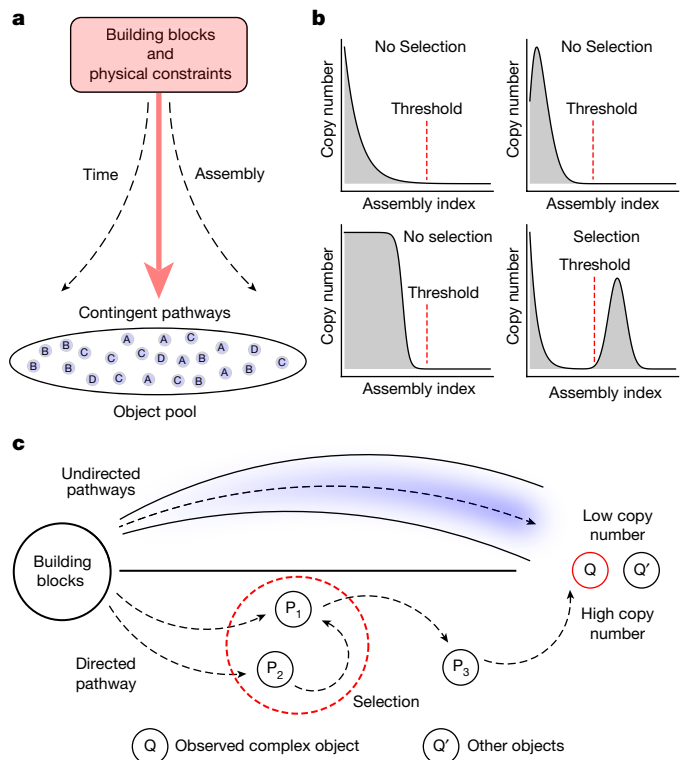 a
Building blocks
and
physical constraints
Time
Assembly
Contingent pathways
A A C
B B C A D
B B C C D A B C
D C A C B A B
Object pool
b
Copy number
No Selection
Threshold
Assembly index
Copy number
No Selection
Threshold
Assembly index
Copy number
No selection
Threshold
Assembly index
Copy number
Selection
Threshold
Assembly index
c
Undirected
pathways
Building
blocks
Low copy
number
Q Q′
High copy
number
P1
P2
P3
Directed
pathway
Selection
Q Observed complex object
Q′ Other objects